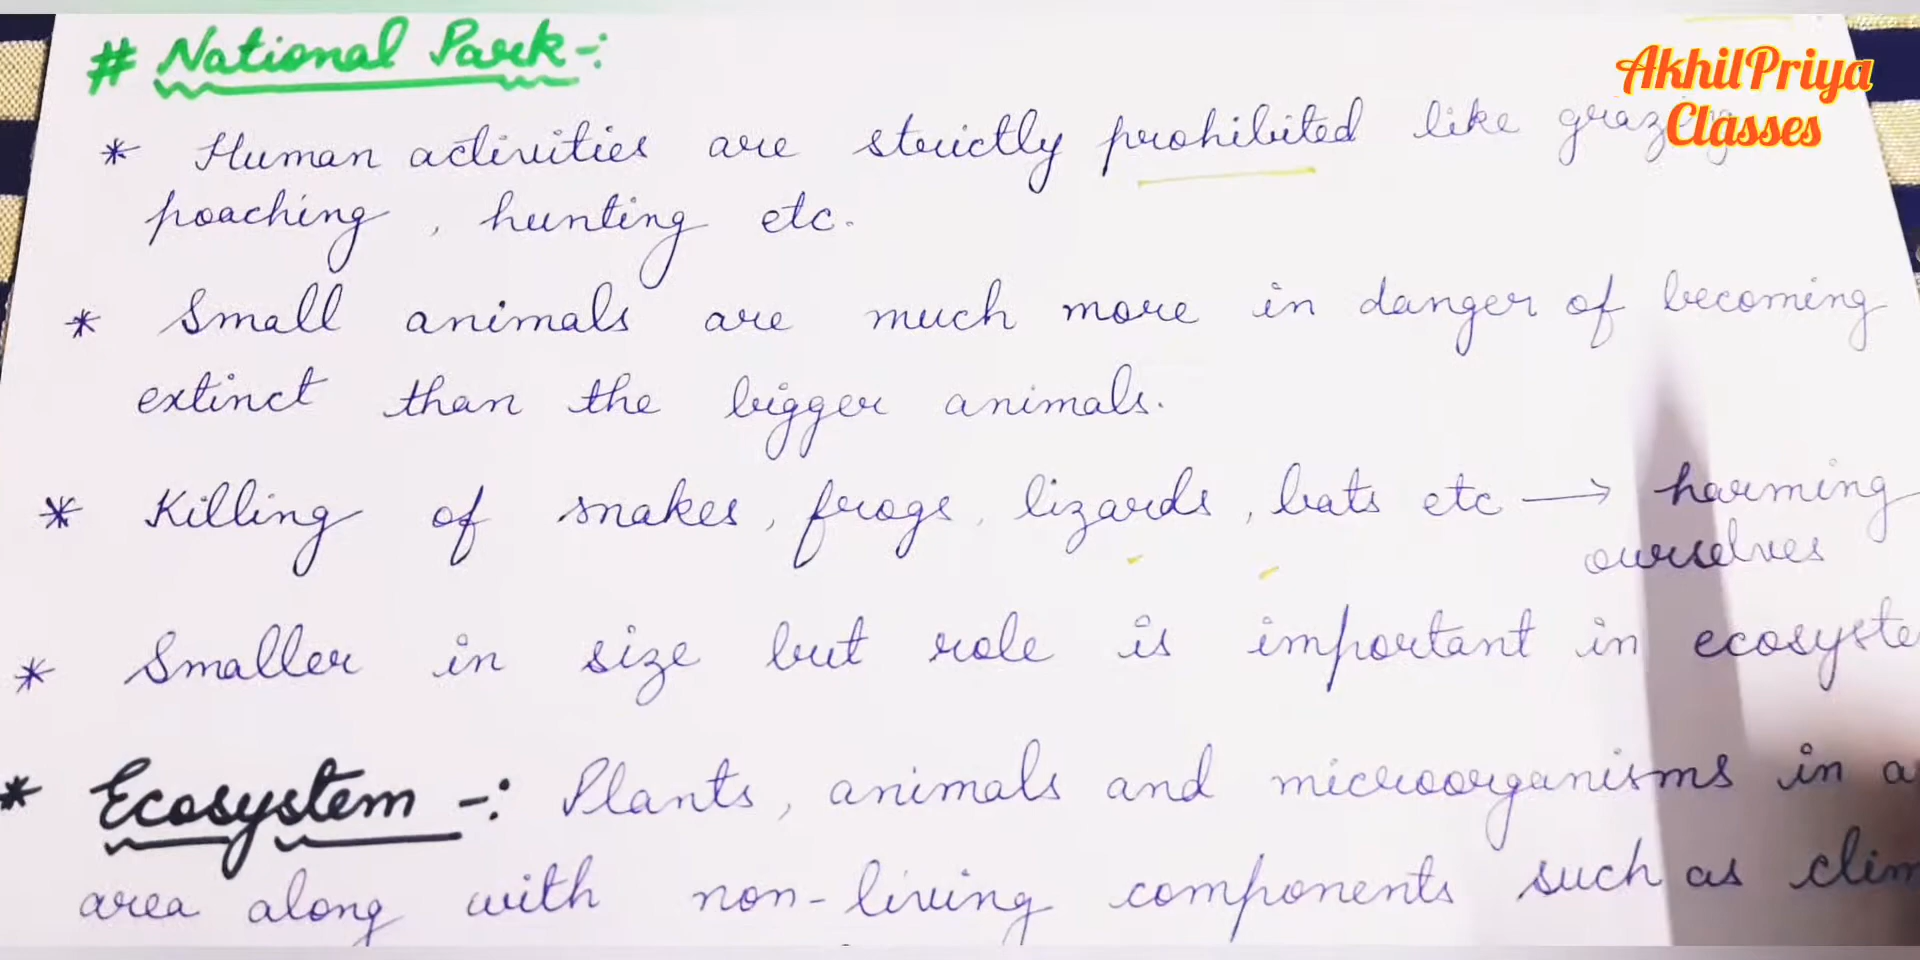 # National Park -:
AkhilPriya
Classes
* Human activities are strictly prohibited like grazing
poaching, hunting etc.
* Small animals are much more in danger of becoming
extinct than the bigger animals.
* Killing of snakes, frogs, lizards, bats etc → harming
ourselves
* Smaller in size but role is important in
* Ecosystem -: Plants, animals and microorganisms in
area along with non-living components such as